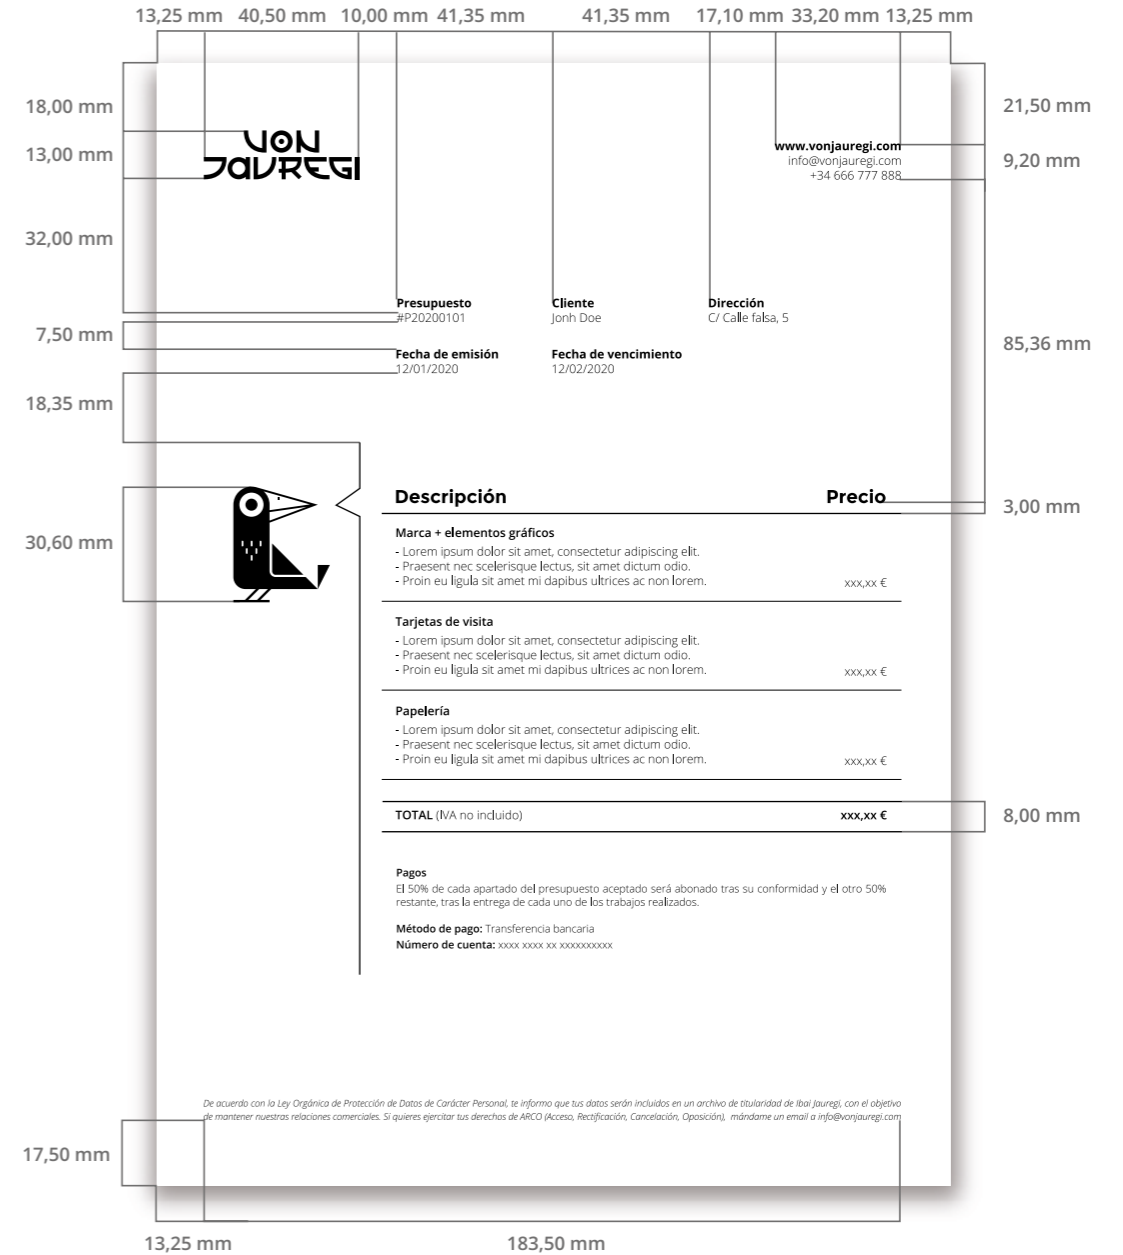 13,25 mm 40,50 mm 10,00 mm 41,35 mm 41,35 mm 17,10 mm 33,20 mm 13,25 mm
18,00 mm
21,50 mm
VON
JAUREGI
13,00 mm
www.vonjauregi.com
info@vonjauregi.com
+34 666 777 888
9,20 mm
32,00 mm
Presupuesto Cliente Dirección
#P20200101 Jonh Doe C/ Calle falsa, 5
7,50 mm
85,36 mm
Fecha de emisión Fecha de vencimiento
12/01/2020 12/02/2020
18,35 mm
Descripción Precio
3,00 mm
30,60 mm
Marca + elementos gráficos
- Lorem ipsum dolor sit amet, consectetur adipiscing elit.
- Praesent nec scelerisque lectus, sit amet dictum odio.
- Proin eu ligula sit amet mi dapibus ultrices ac non lorem. xxx,xx €
Tarjetas de visita
- Lorem ipsum dolor sit amet, consectetur adipiscing elit.
- Praesent nec scelerisque lectus, sit amet dictum odio.
- Proin eu ligula sit amet mi dapibus ultrices ac non lorem. xxx,xx €
Papelería
- Lorem ipsum dolor sit amet, consectetur adipiscing elit.
- Praesent nec scelerisque lectus, sit amet dictum odio.
- Proin eu ligula sit amet mi dapibus ultrices ac non lorem. xxx,xx €
TOTAL (IVA no incluido) xxx,xx €
8,00 mm
Pagos
El 50% de cada apartado del presupuesto aceptado será abonado tras su conformidad y el otro 50%
restante, tras la entrega de cada uno de los trabajos realizados.
Método de pago: Transferencia bancaria
Número de cuenta: xxxx xxxx xx xxxxxxxxxx
De acuerdo con la Ley Orgánica de Protección de Datos de Carácter Personal, te informo que tus datos serán incluidos en un archivo de titularidad de Ibai Jauregi, con el objetivo
de mantener nuestras relaciones comerciales. Si quieres ejercitar tus derechos de ARCO (Acceso, Rectificación, Cancelación, Oposición), mándame un email a info@vonjauregi.com
17,50 mm
13,25 mm 183,50 mm